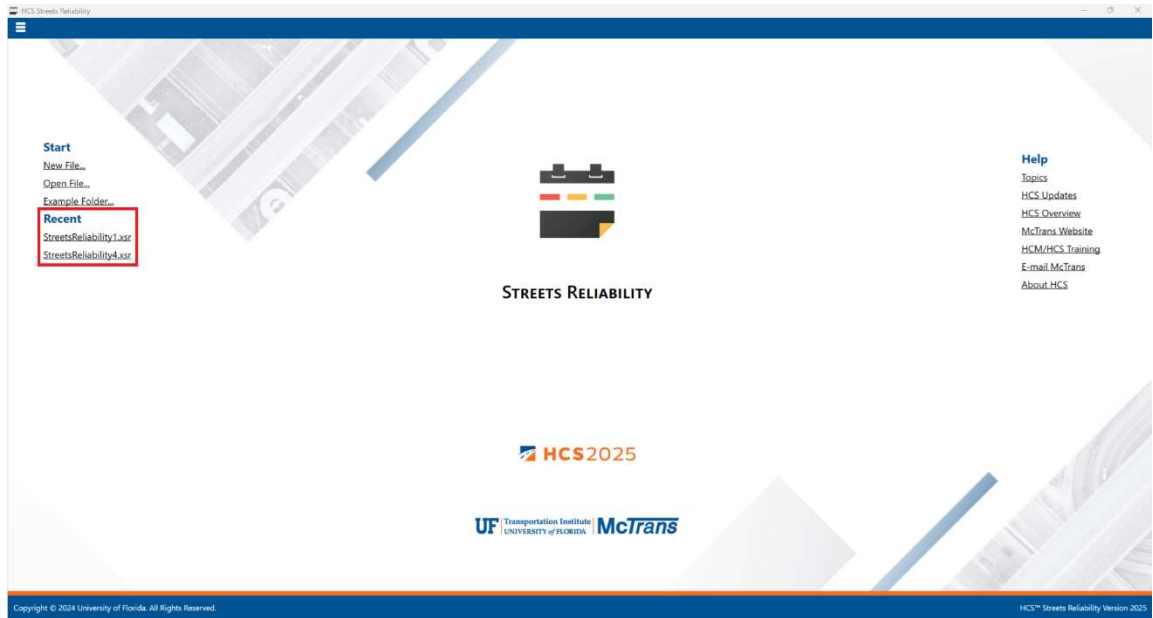 HCS Streets Reliability
Start
New File...
Open File...
Example Folder...
Recent
StreetsReliability1.xsr
StreetsReliability4.xsr
STREETS RELIABILITY
HCS2025
UF Transportation Institute
UNIVERSITY of FLORIDA
McTrans
Help
Topics
HCS Updates
HCS Overview
McTrans Website
HCM/HCS Training
E-mail McTrans
About HCS
Copyright © 2024 University of Florida. All Rights Reserved.
HCS™ Streets Reliability Version 2025